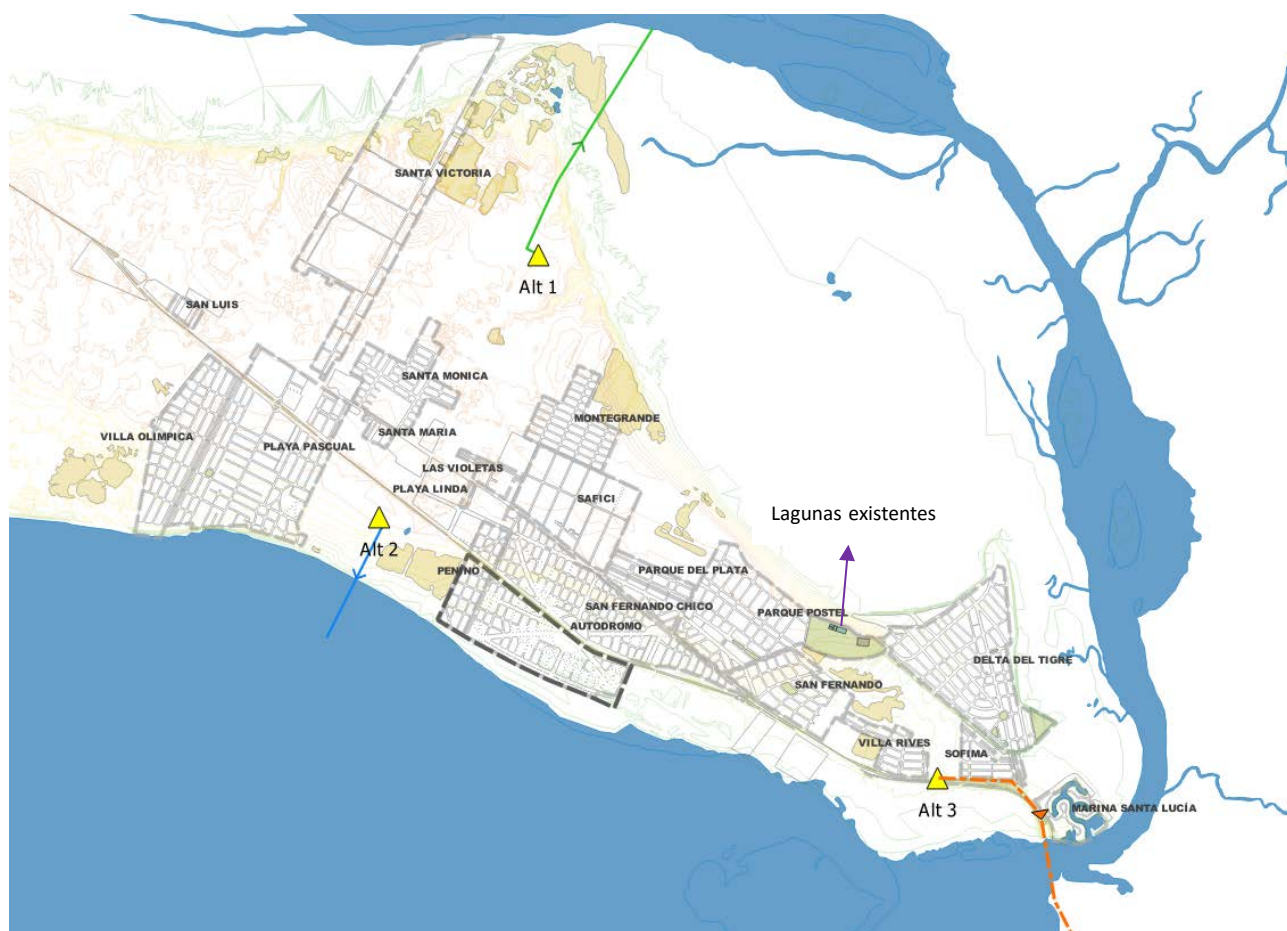 SANTA VICTORIA
Alt 1
SAN LUIS
SANTA MONICA
MONTEGRANDE
SANTA MARIA
VILLA OLIMPICA
PLAYA PASCUAL
LAS VIOLETAS
PLAYA LINDA
SAFICI
Lagunas existentes
Alt 2
PENINO
PARQUE DEL PLATA
SAN FERNANDO CHICO
PARQUE POSTEL
AUTODROMO
DELTA DEL TIGRE
SAN FERNANDO
VILLA RIVES
SOFIMA
Alt 3
MARINA SANTA LUCÍA